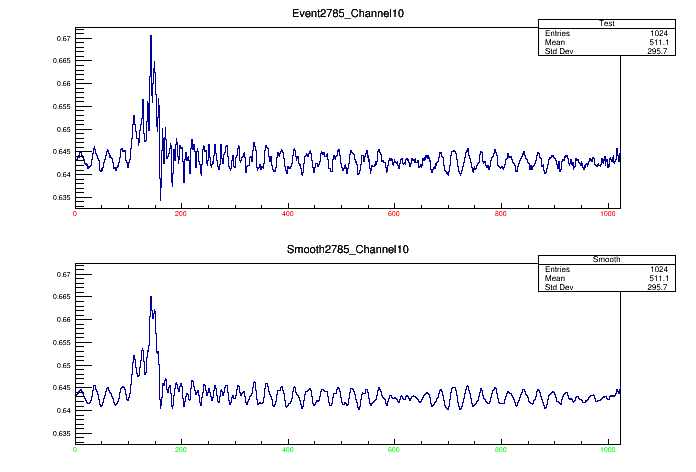 Event2785_Channel10
Test
Entries 1024
Mean 511.1
Std Dev 295.7
0.67
0.665
0.66
0.655
0.65
0.645
0.64
0.635
0 200 400 600 800 1000
Smooth2785_Channel10
Smooth
Entries 1024
Mean 511.1
Std Dev 295.7
0.67
0.665
0.66
0.655
0.65
0.645
0.64
0.635
0 200 400 600 800 1000